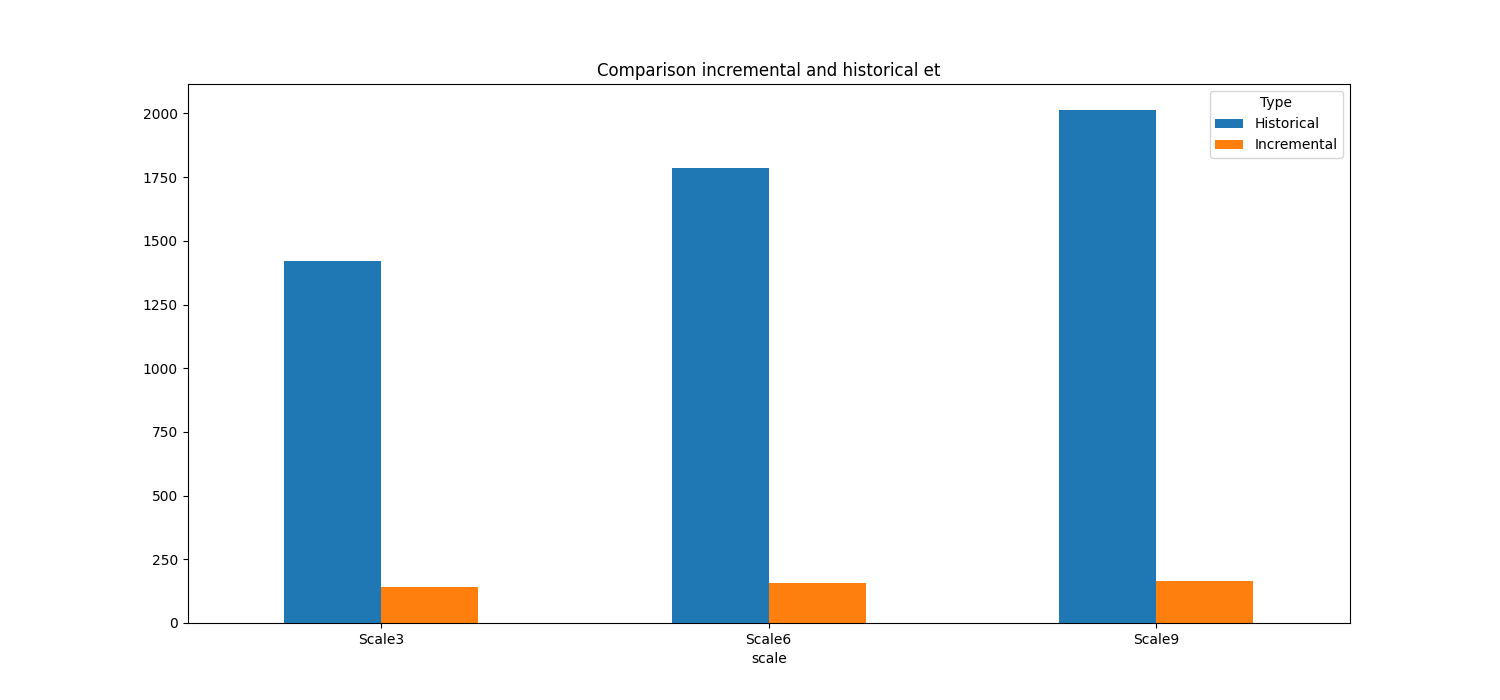 Comparison incremental and historical et
Type
Historical
Incremental
2000
1750
1500
1250
1000
750
500
250
0
Scale3 Scale6 Scale9
scale